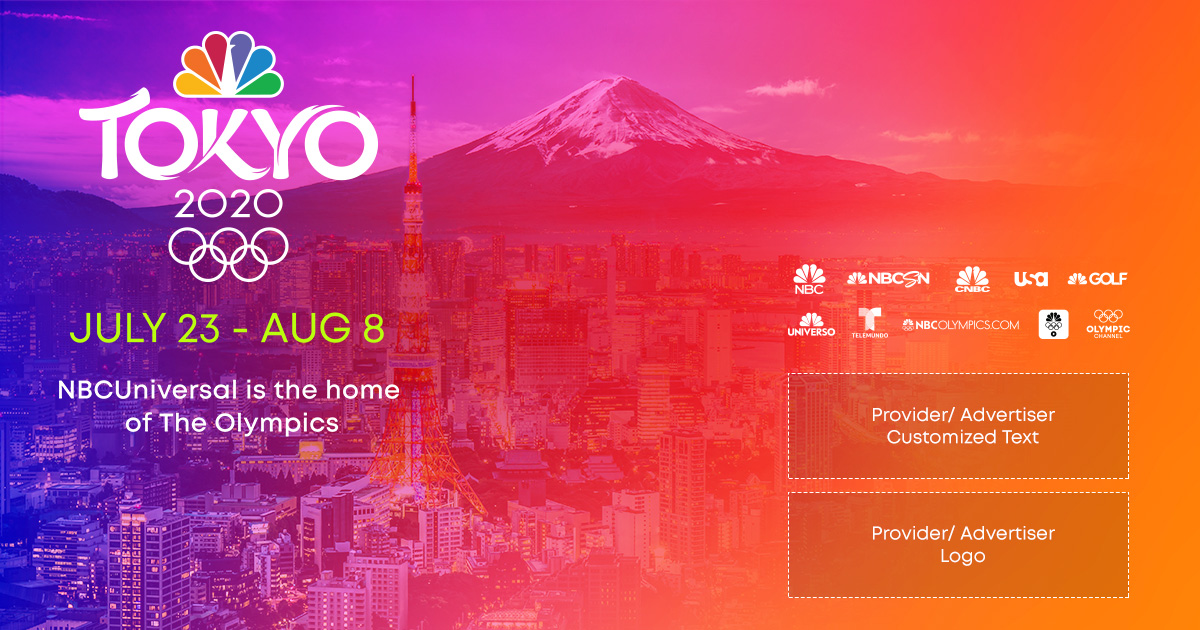 TOKYO
2020
JULY 23 - AUG 8
NBCUniversal is the home
of The Olympics
NBC NBCSN CNBC USA GOLF
UNIVERSO TELEMUNDO NBCOLYMPICS.COM OLYMPIC
CHANNEL
Provider/ Advertiser
Customized Text
Provider/ Advertiser
Logo